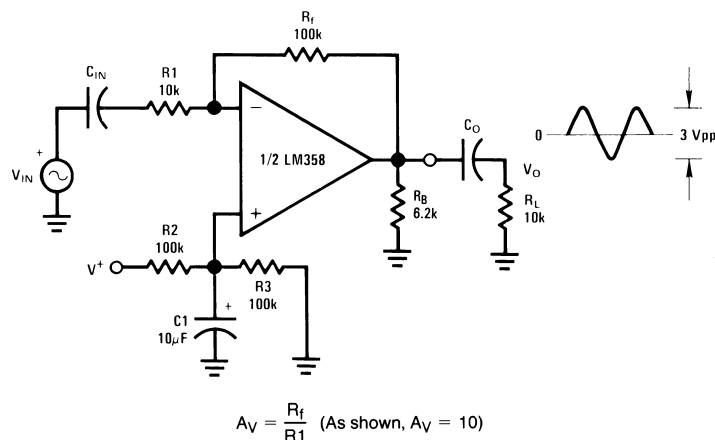 Rf
100k
CIN
R1
10k
−
1/2 LM358
+
CO
0
3 Vpp
+
VIN
VO
RB
6.2k
RL
10k
R2
100k
V+
R3
100k
+
C1
10μF
AV = Rf/R1 (As shown, AV = 10)